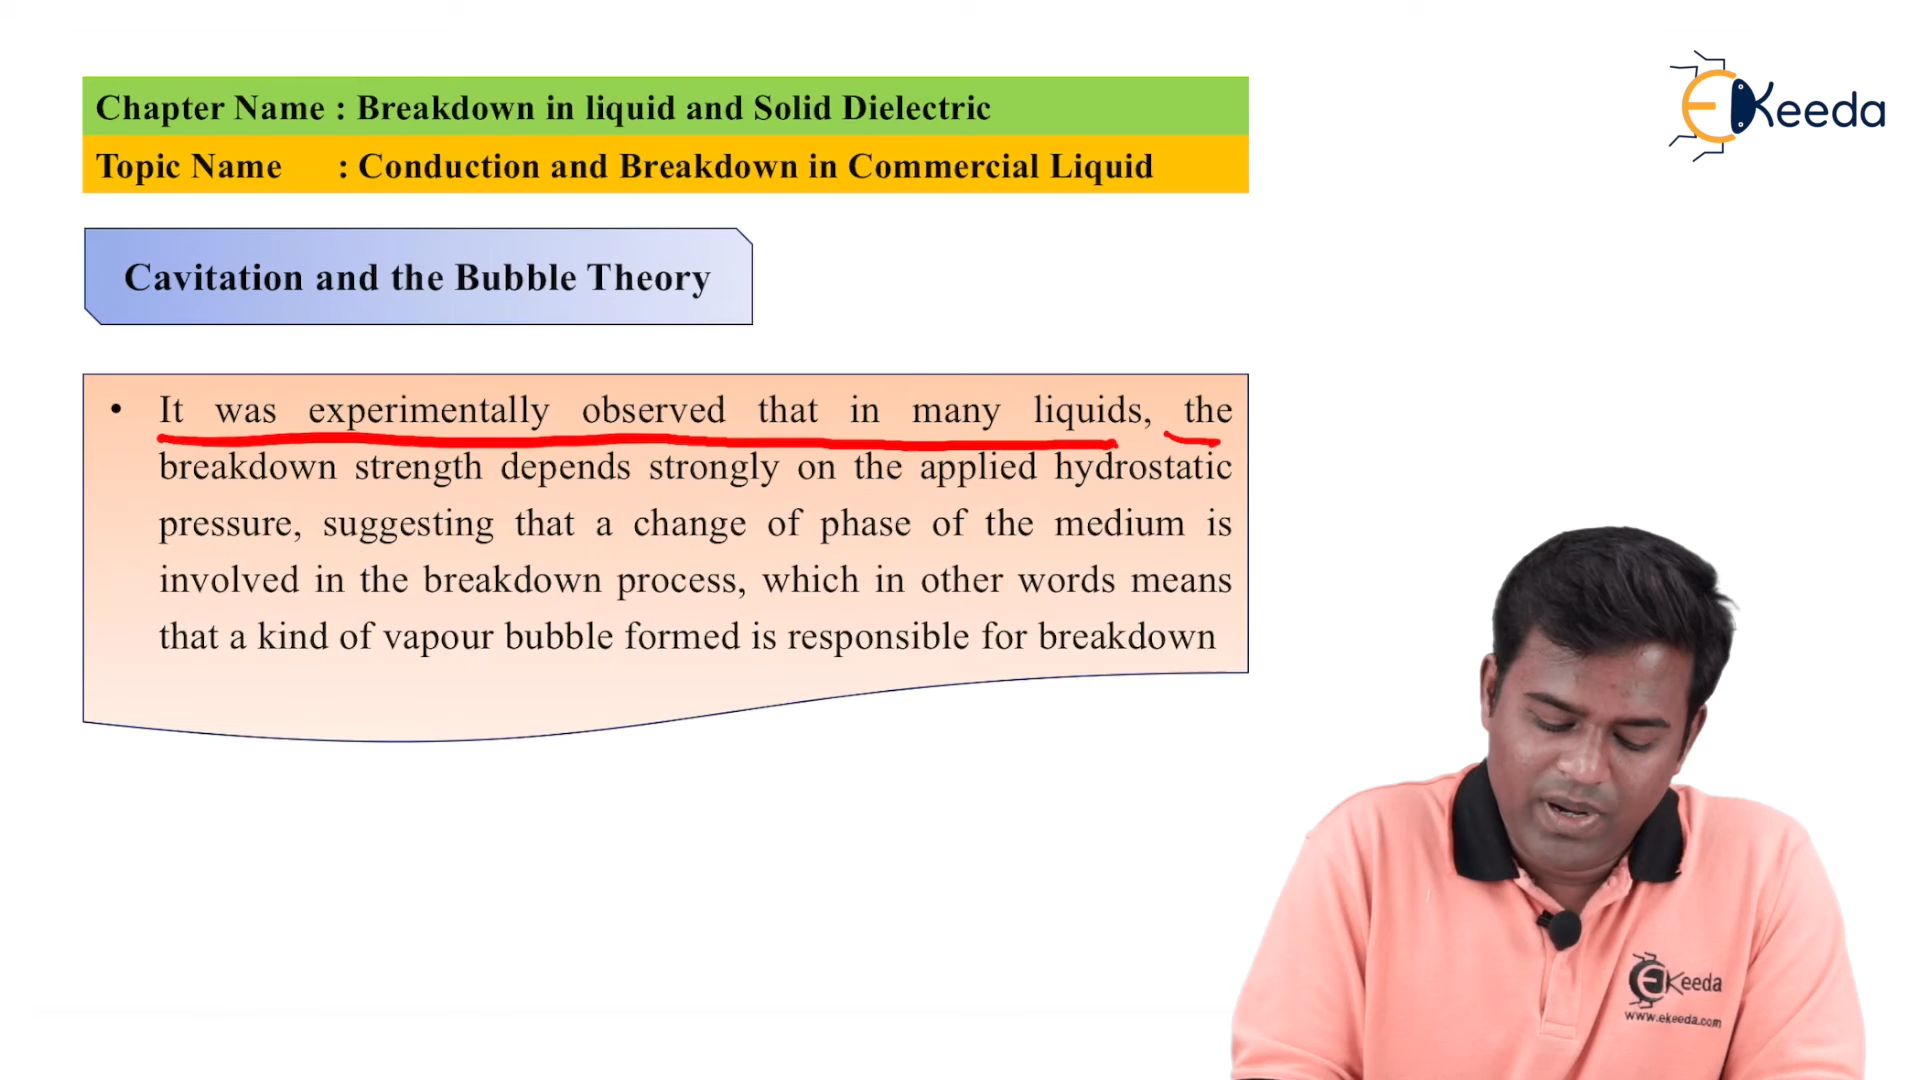 Chapter Name : Breakdown in liquid and Solid Dielectric
Topic Name : Conduction and Breakdown in Commercial Liquid
EKeeda
Cavitation and the Bubble Theory
• It was experimentally observed that in many liquids, the
breakdown strength depends strongly on the applied hydrostatic
pressure, suggesting that a change of phase of the medium is
involved in the breakdown process, which in other words means
that a kind of vapour bubble formed is responsible for breakdown
EKeeda
www.ekeeda.com